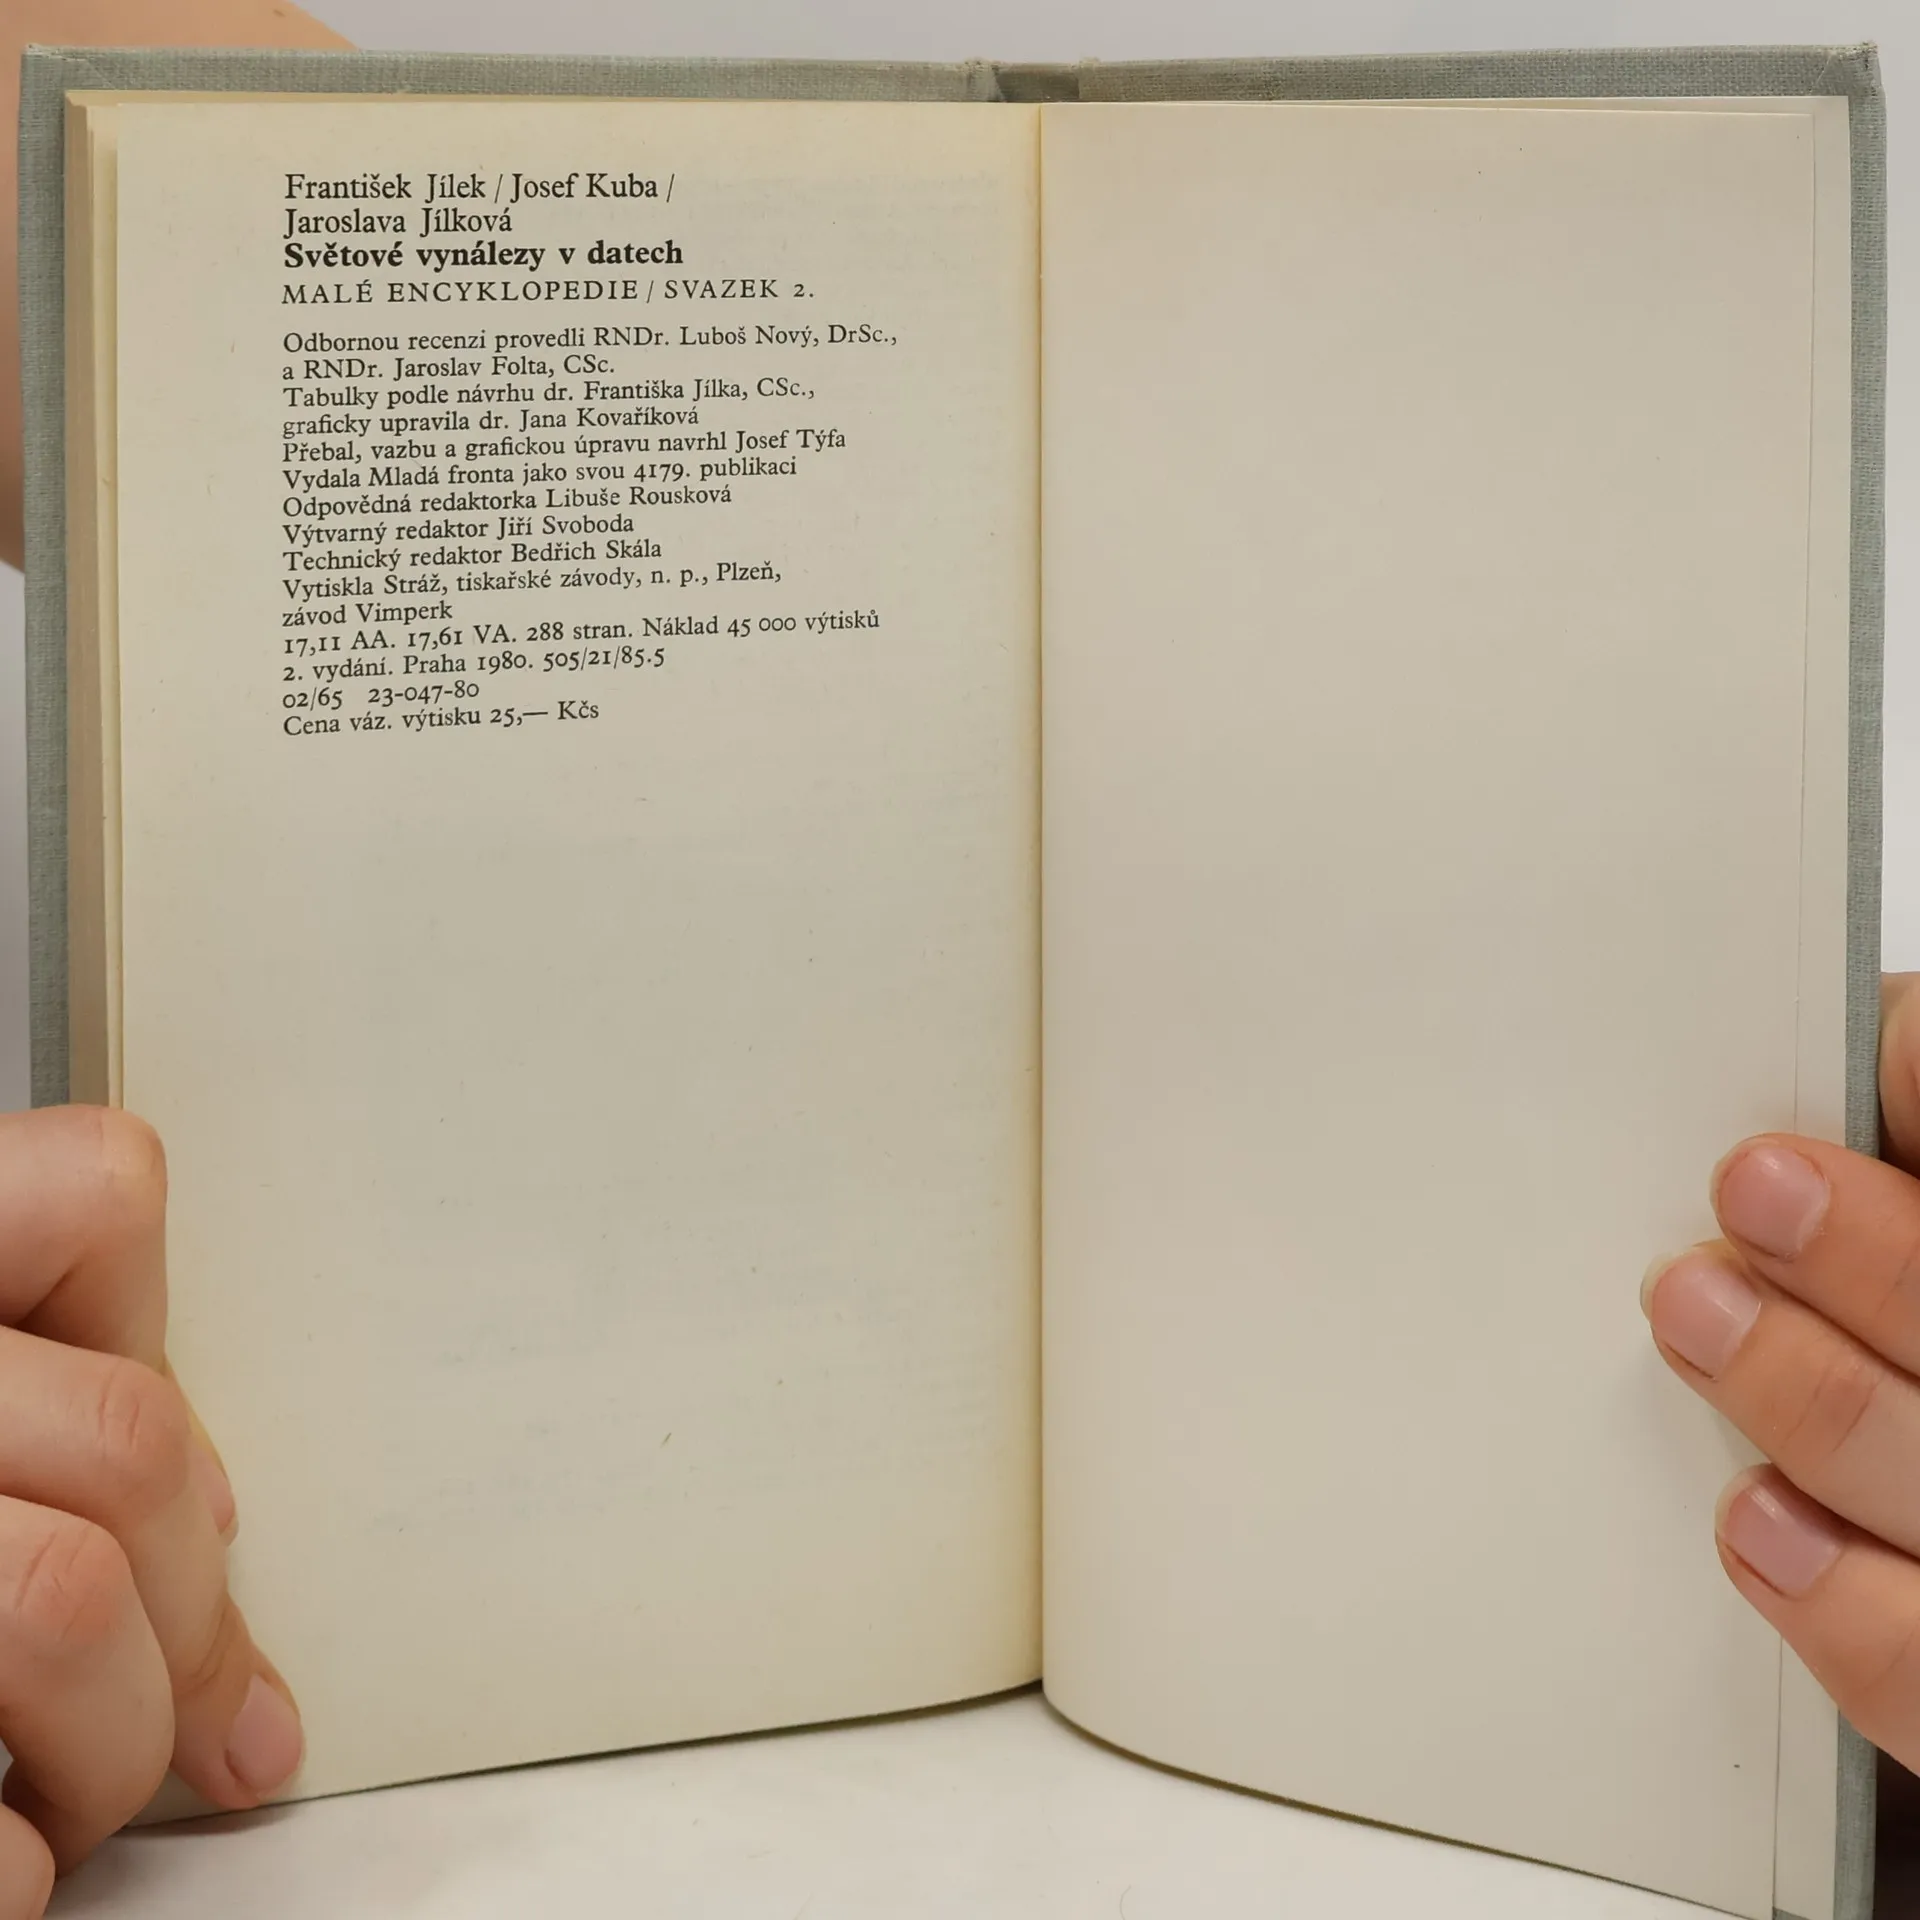 František Jílek / Josef Kuba /
Jaroslava Jílková
Světové vynálezy v datech
MALÉ ENCYKLOPEDIE / SVAZEK 2.
Odbornou recenzi provedli RNDr. Luboš Nový, DrSc.,
a RNDr. Jaroslav Folta, CSc.
Tabulky podle návrhu dr. Františka Jílka, CSc.,
graficky upravila dr. Jana Kovaříková
Přebal, vazbu a grafickou úpravu navrhl Josef Týfa
Vydala Mladá fronta jako svou 4179. publikaci
Odpovědná redaktorka Libuše Rousková
Výtvarný redaktor Jiří Svoboda
Technický redaktor Bedřich Skála
Vytiskla Stráž, tiskařské závody, n. p., Plzeň,
závod Vimperk
17,11 AA. 17,61 VA. 288 stran. Náklad 45 000 výtisků
2. vydání. Praha 1980. 505/21/85.5
02/65 23-047-80
Cena váz. výtisku 25,— Kčs